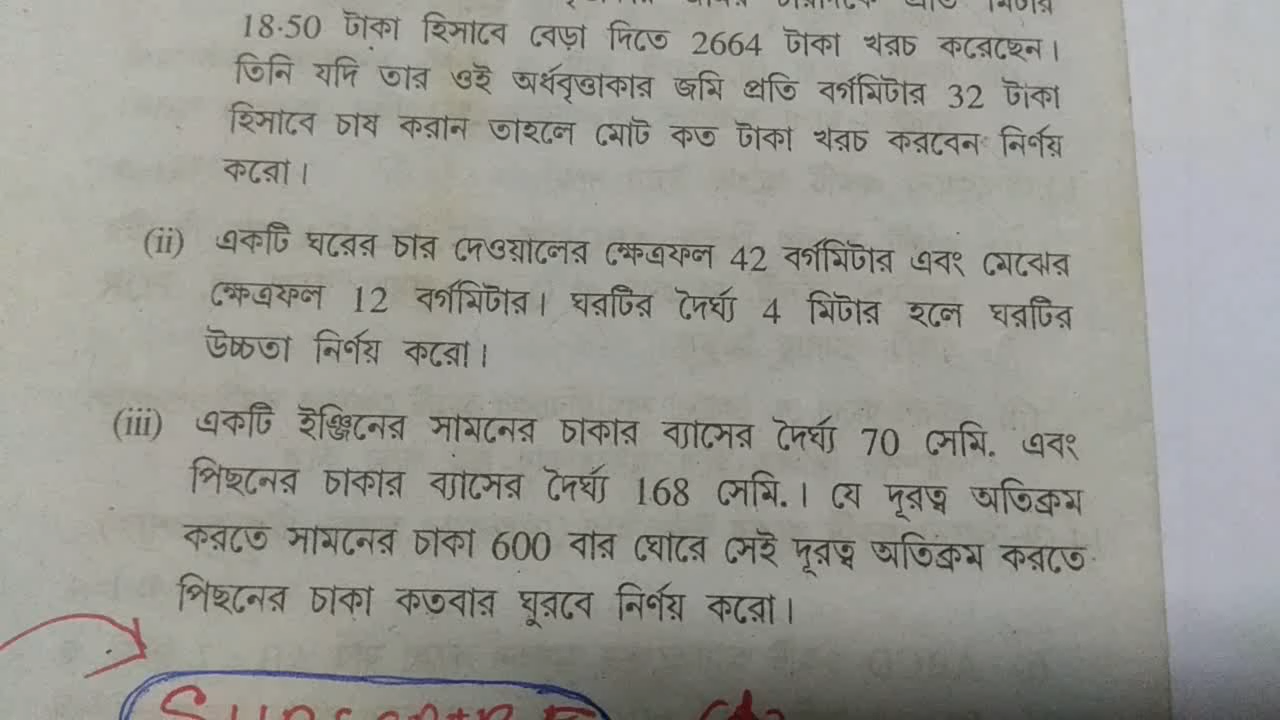 18·50 টাকা হিসাবে বেড়া দিতে 2664 টাকা খরচ করেছেন।
তিনি যদি তার ওই অর্ধবৃত্তাকার জমি প্রতি বর্গমিটার 32 টাকা
হিসাবে চাষ করান তাহলে মোট কত টাকা খরচ করবেন নির্ণয়
করো।
(ii) একটি ঘরের চার দেওয়ালের ক্ষেত্রফল 42 বর্গমিটার এবং মেঝের
ক্ষেত্রফল 12 বর্গমিটার। ঘরটির দৈর্ঘ্য 4 মিটার হলে ঘরটির
উচ্চতা নির্ণয় করো।
(iii) একটি ইঞ্জিনের সামনের চাকার ব্যাসের দৈর্ঘ্য 70 সেমি. এবং
পিছনের চাকার ব্যাসের দৈর্ঘ্য 168 সেমি.। যে দূরত্ব অতিক্রম
করতে সামনের চাকা 600 বার ঘোরে সেই দূরত্ব অতিক্রম করতে
পিছনের চাকা কতবার ঘুরবে নির্ণয় করো।